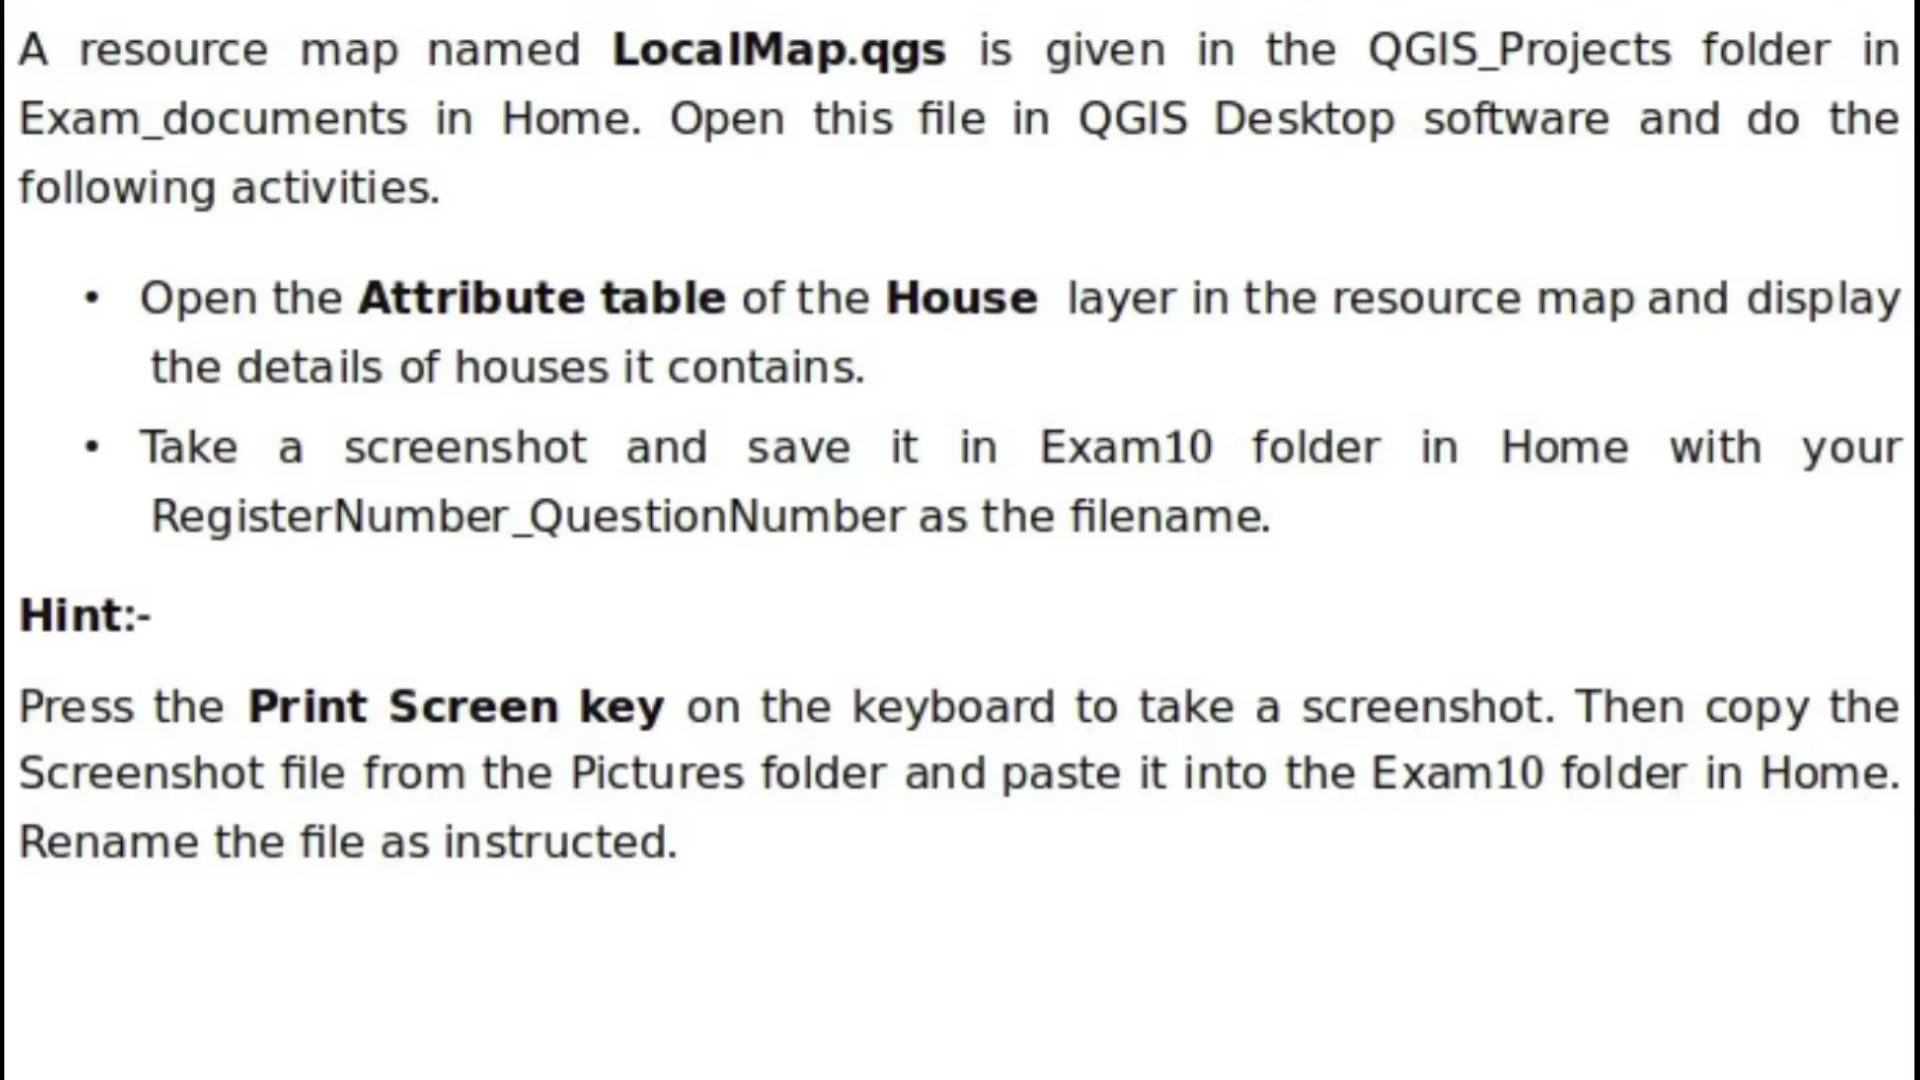 A resource map named LocalMap.qgs is given in the QGIS_Projects folder in
Exam_documents in Home. Open this file in QGIS Desktop software and do the
following activities.
• Open the Attribute table of the House layer in the resource map and display
the details of houses it contains.
• Take a screenshot and save it in Exam10 folder in Home with your
RegisterNumber_QuestionNumber as the filename.
Hint:-
Press the Print Screen key on the keyboard to take a screenshot. Then copy the
Screenshot file from the Pictures folder and paste it into the Exam10 folder in Home.
Rename the file as instructed.